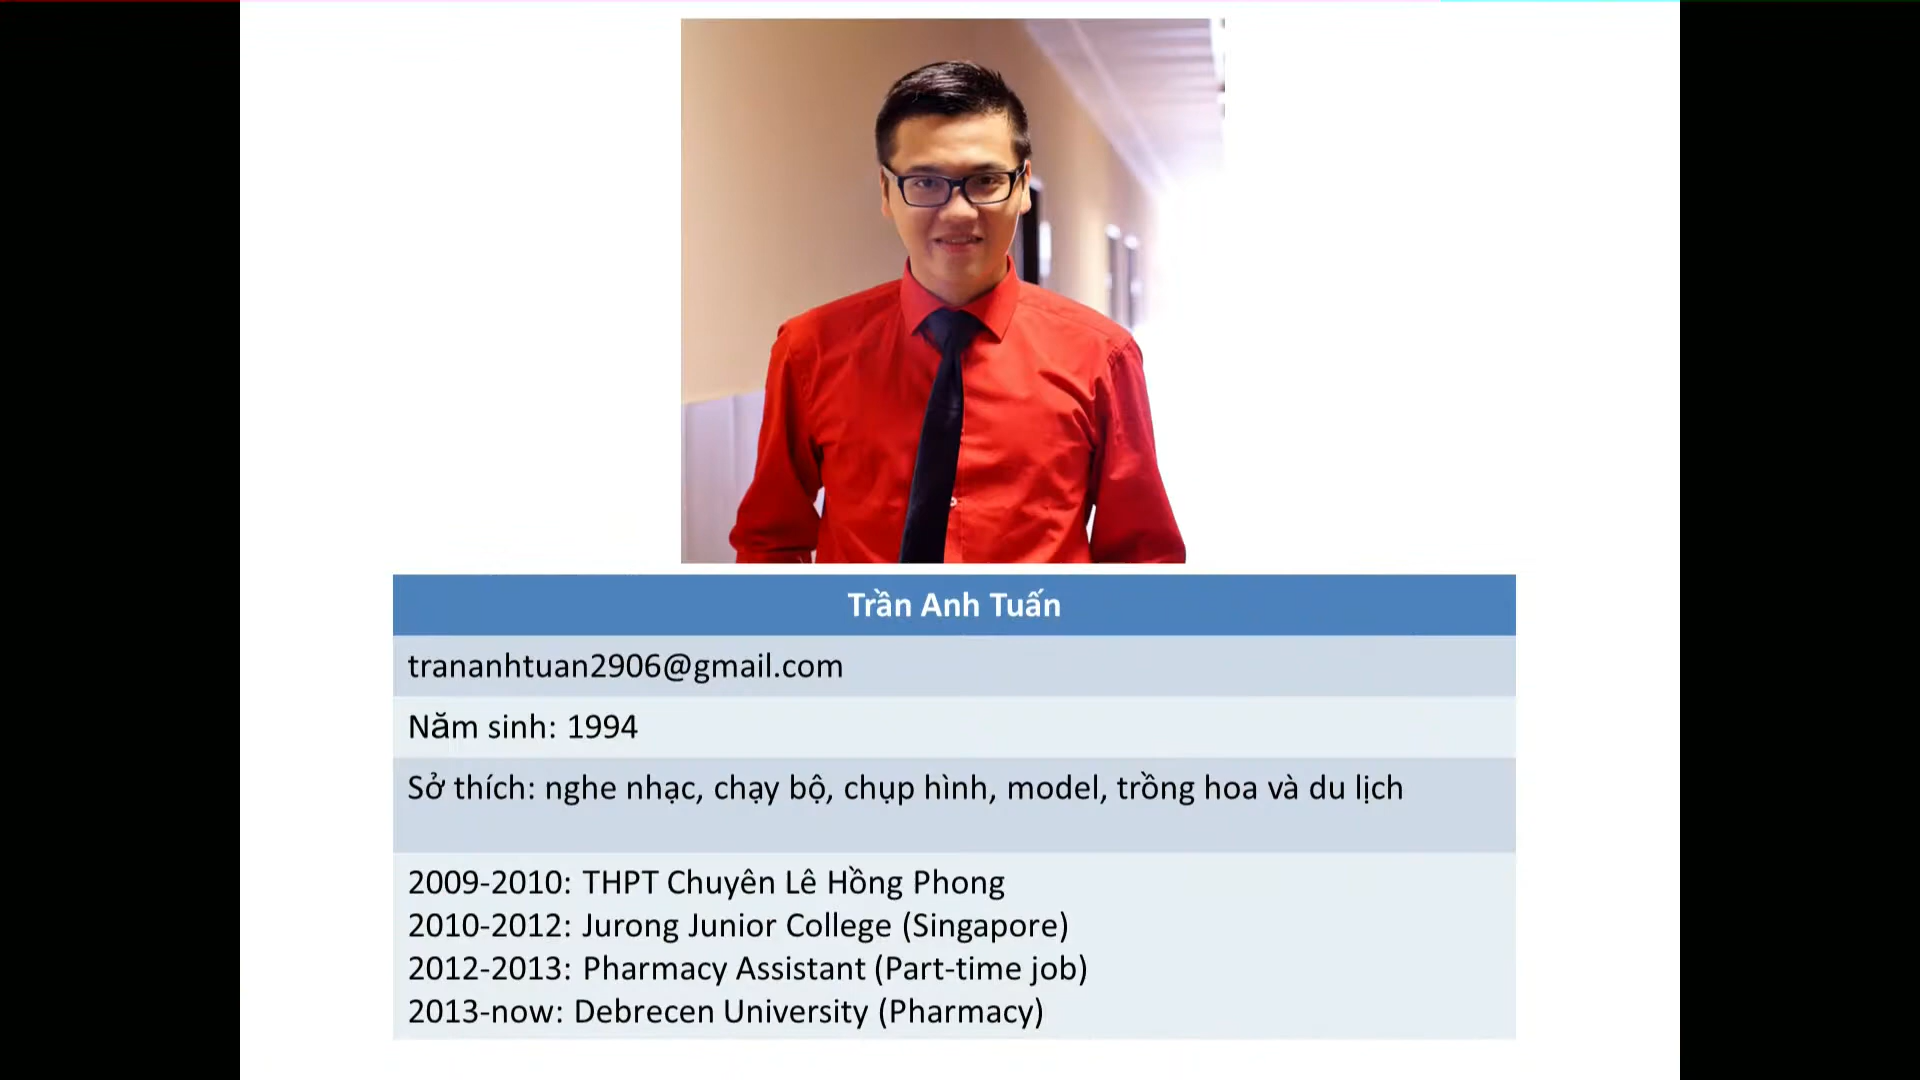 Trần Anh Tuấn
trananhtuan2906@gmail.com
Năm sinh: 1994
Sở thích: nghe nhạc, chạy bộ, chụp hình, model, trồng hoa và du lịch
2009-2010: THPT Chuyên Lê Hồng Phong
2010-2012: Jurong Junior College (Singapore)
2012-2013: Pharmacy Assistant (Part-time job)
2013-now: Debrecen University (Pharmacy)